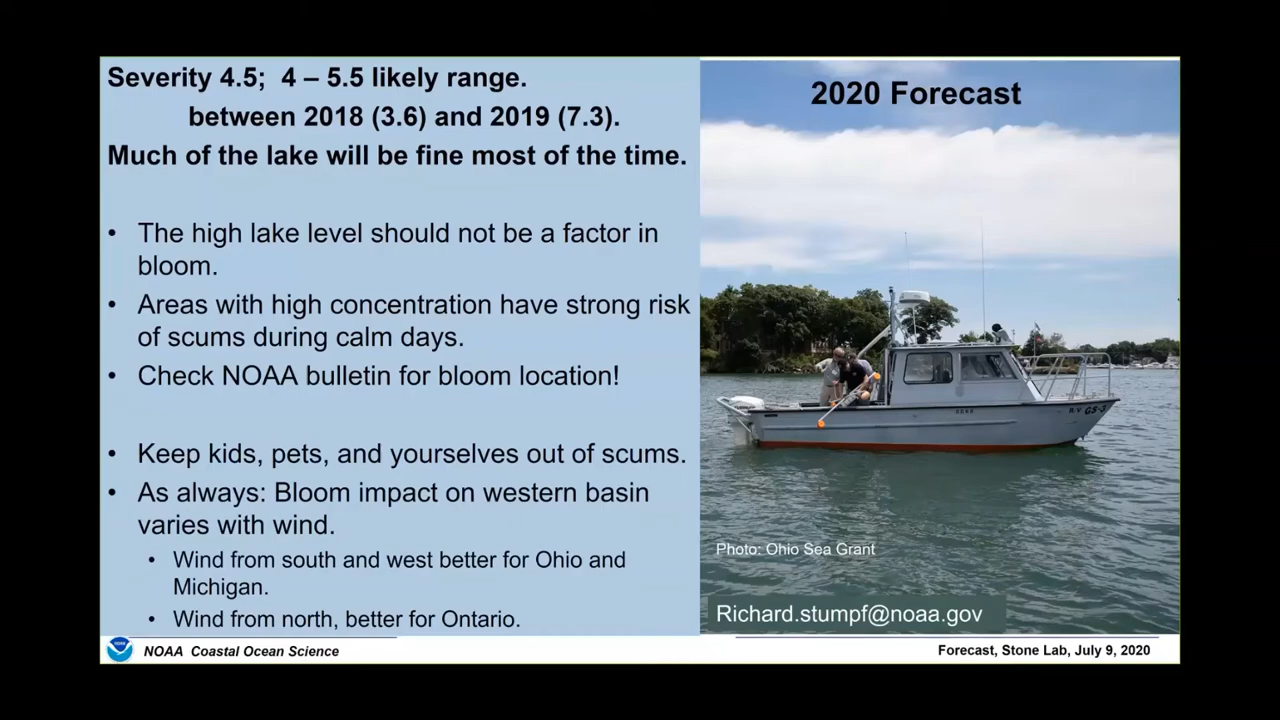 Severity 4.5;  4 – 5.5 likely range.
between 2018 (3.6) and 2019 (7.3).
Much of the lake will be fine most of the time.
• The high lake level should not be a factor in
bloom.
• Areas with high concentration have strong risk
of scums during calm days.
• Check NOAA bulletin for bloom location!
• Keep kids, pets, and yourselves out of scums.
• As always: Bloom impact on western basin
varies with wind.
• Wind from south and west better for Ohio and
Michigan.
• Wind from north, better for Ontario.
2020 Forecast
R/V GS-3
Photo: Ohio Sea Grant
Richard.stumpf@noaa.gov
NOAA  Coastal Ocean Science
Forecast, Stone Lab, July 9, 2020